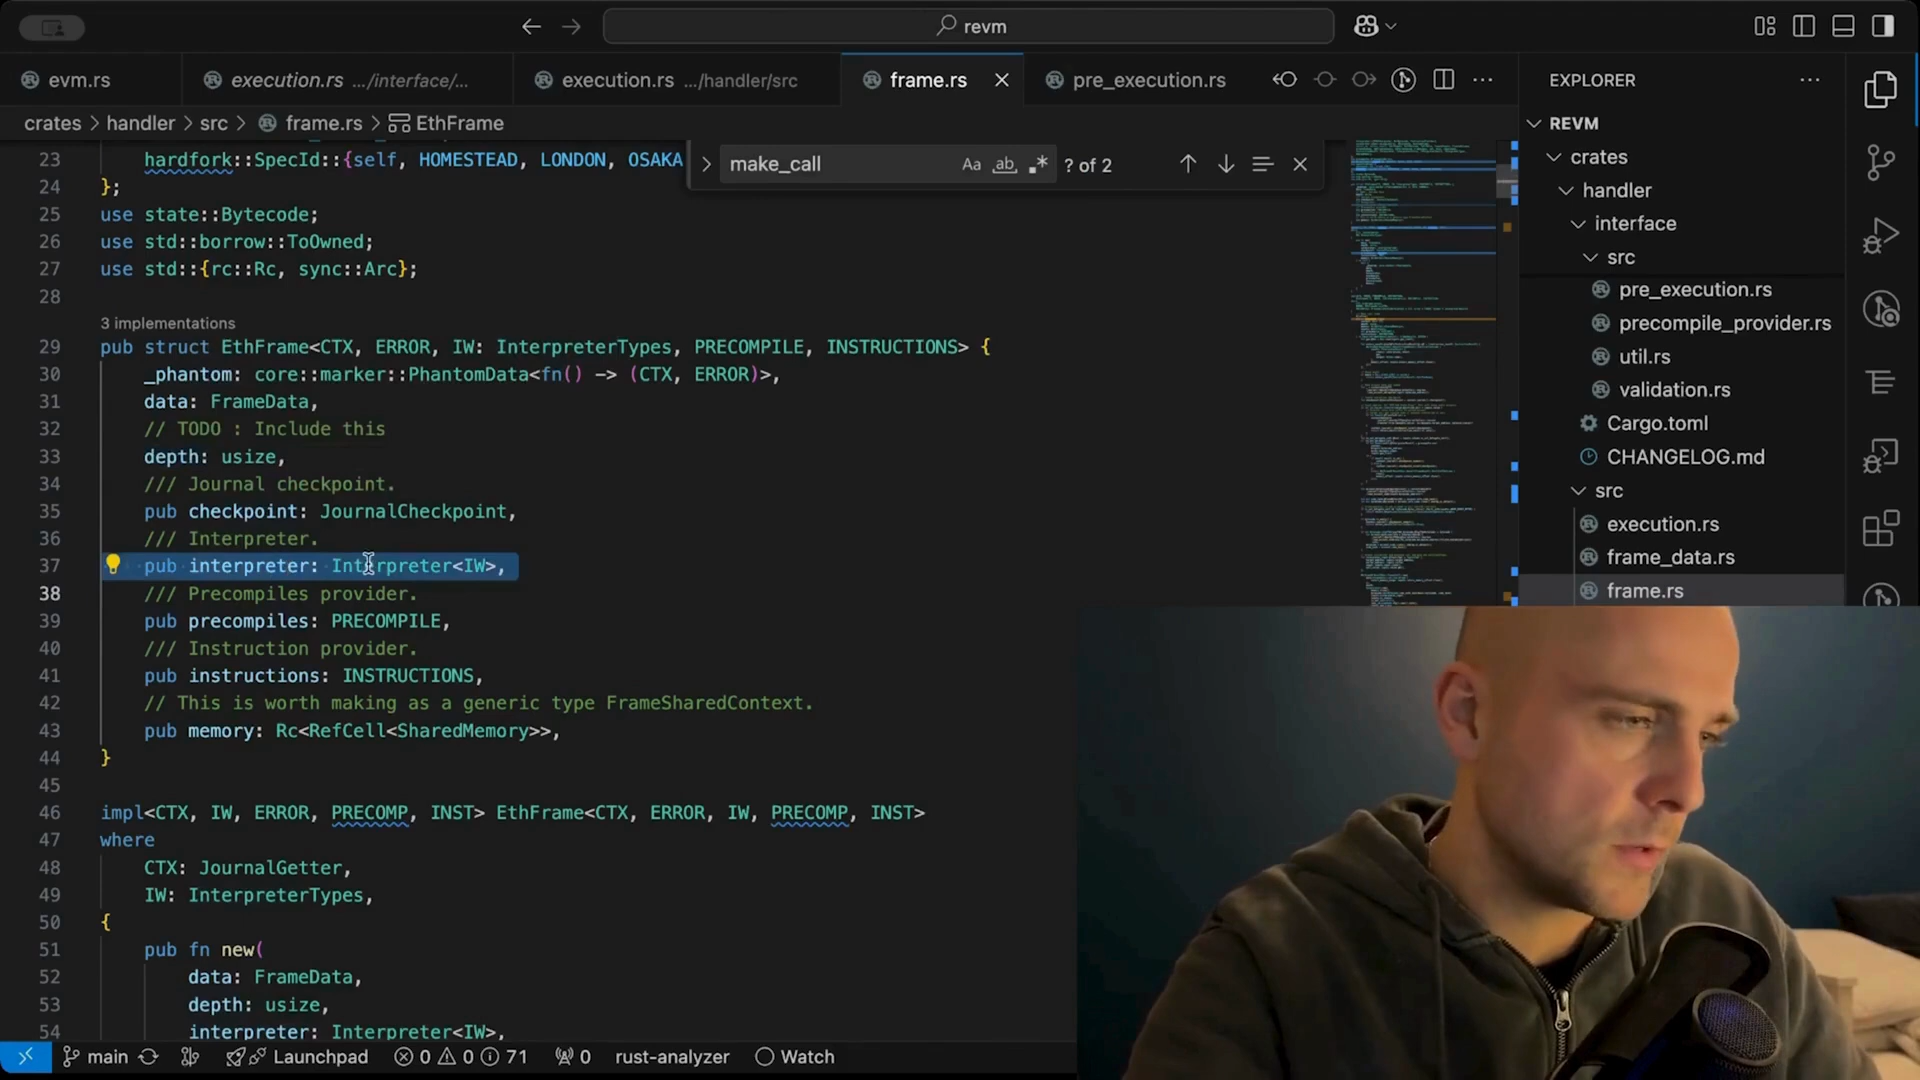 revm
evm.rs
execution.rs .../interface/...
execution.rs .../handler/src
frame.rs
pre_execution.rs
crates > handler > src > frame.rs > EthFrame
make_call
Aa ab
? of 2
23 hardfork::SpecId::{self, HOMESTEAD, LONDON, OSAKA
24 };
25 use state::Bytecode;
26 use std::borrow::ToOwned;
27 use std::{rc::Rc, sync::Arc};
28
3 implementations
29 pub struct EthFrame<CTX, ERROR, IW: InterpreterTypes, PRECOMPILE, INSTRUCTIONS> {
30 _phantom: core::marker::PhantomData<fn() -> (CTX, ERROR)>,
31 data: FrameData,
32 // TODO : Include this
33 depth: usize,
34 /// Journal checkpoint.
35 pub checkpoint: JournalCheckpoint,
36 /// Interpreter.
37 pub interpreter: Interpreter<IW>,
38 /// Precompiles provider.
39 pub precompiles: PRECOMPILE,
40 /// Instruction provider.
41 pub instructions: INSTRUCTIONS,
42 // This is worth making as a generic type FrameSharedContext.
43 pub memory: Rc<RefCell<SharedMemory>>,
44 }
45
46 impl<CTX, IW, ERROR, PRECOMP, INST> EthFrame<CTX, ERROR, IW, PRECOMP, INST>
47 where
48 CTX: JournalGetter,
49 IW: InterpreterTypes,
50 {
51 pub fn new(
52 data: FrameData,
53 depth: usize,
54 interpreter: Interpreter<IW>,
EXPLORER
REVM
crates
handler
interface
src
pre_execution.rs
precompile_provider.rs
util.rs
validation.rs
Cargo.toml
CHANGELOG.md
src
execution.rs
frame_data.rs
frame.rs
main
Launchpad
0 0 71
0
rust-analyzer
Watch